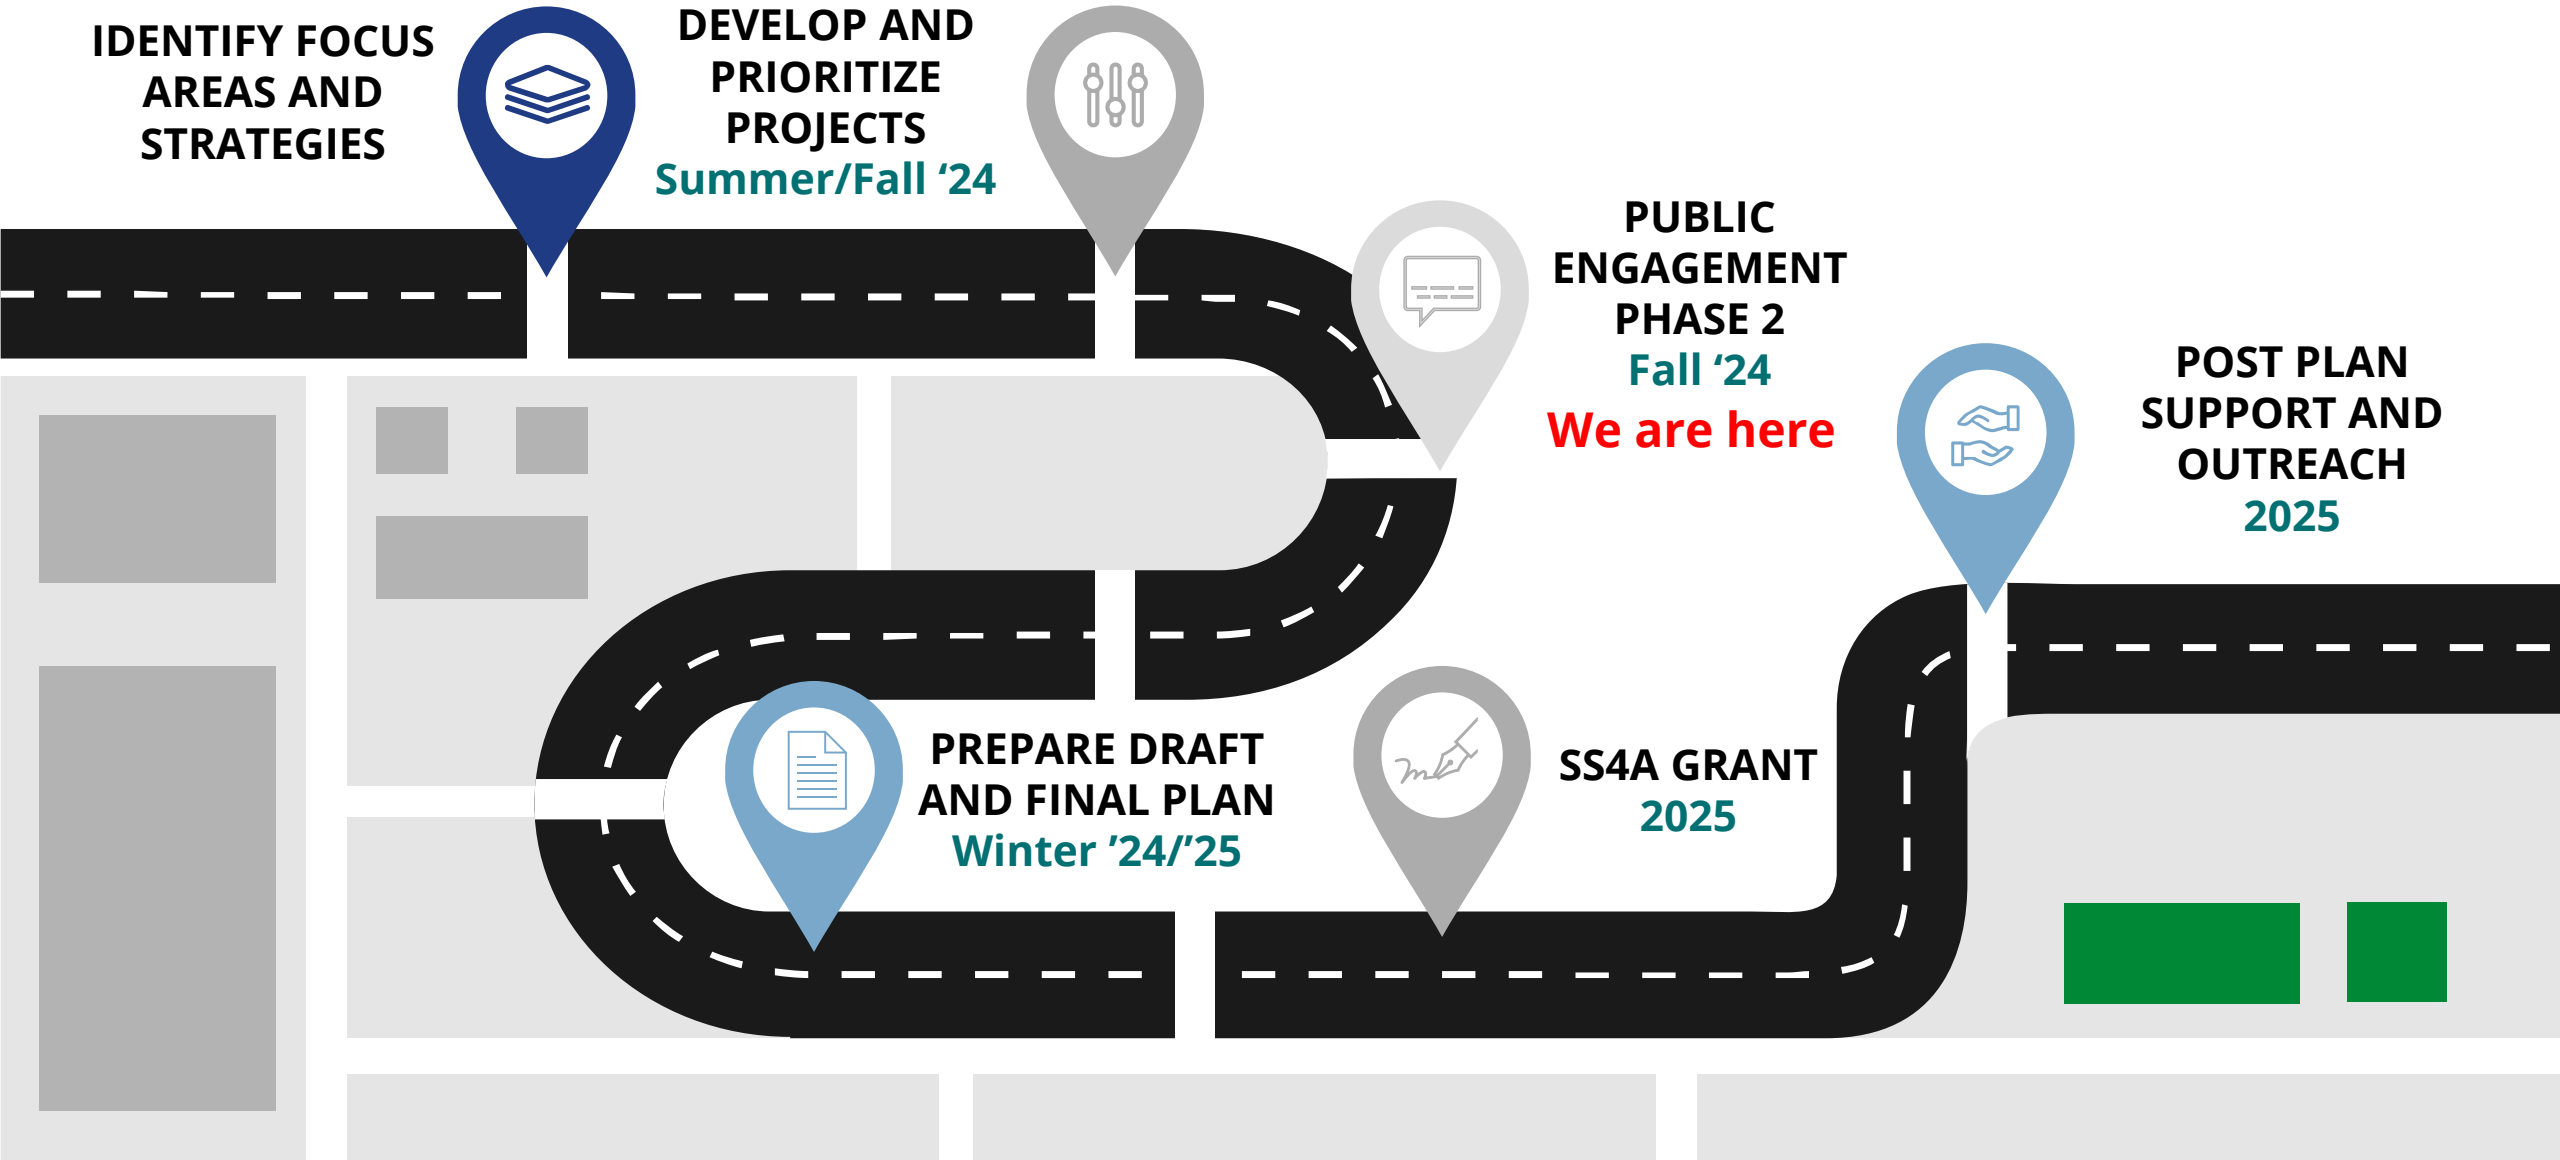 IDENTIFY FOCUS
AREAS AND
STRATEGIES
DEVELOP AND
PRIORITIZE
PROJECTS
Summer/Fall ‘24
PUBLIC
ENGAGEMENT
PHASE 2
Fall ‘24
We are here
PREPARE DRAFT
AND FINAL PLAN
Winter ’24/’25
SS4A GRANT
2025
POST PLAN
SUPPORT AND
OUTREACH
2025